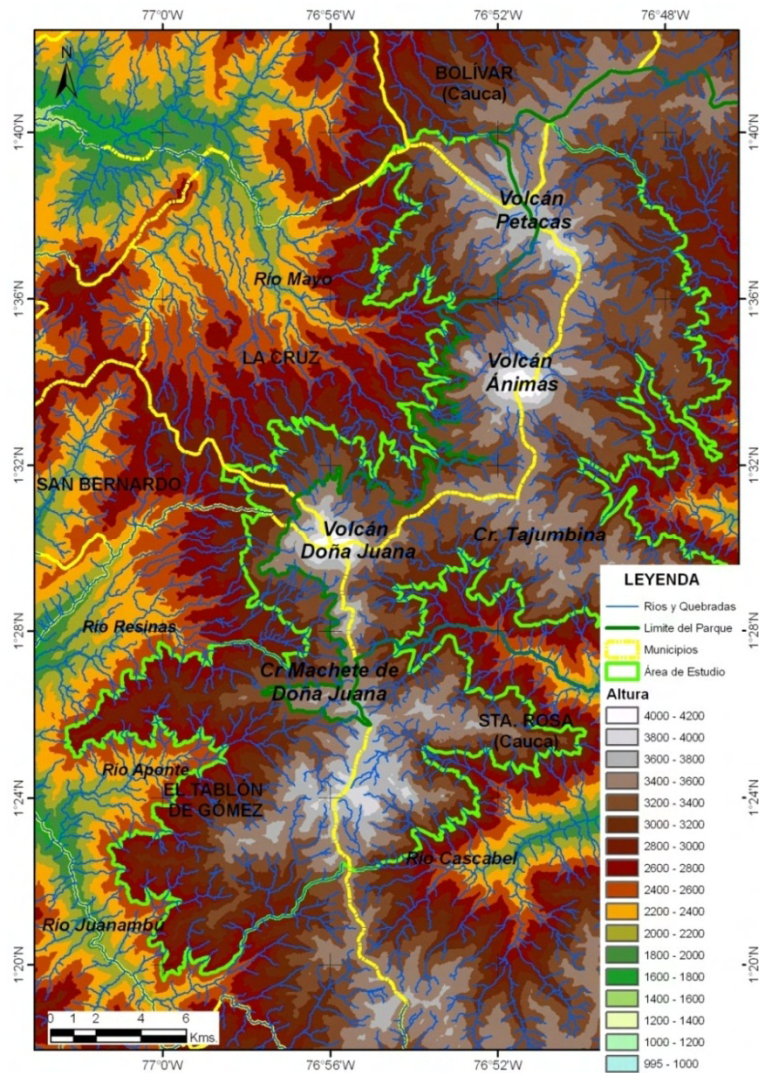 77°0'W 76°56'W 76°52'W 76°48'W
N
BOLÍVAR
(Cauca)
1°40'N 1°40'N
Volcán
Petacas
Río Mayo
1°36'N 1°36'N
LA CRUZ
Volcán
Ánimas
1°32'N 1°32'N
SAN BERNARDO
Volcán
Doña Juana
Cr. Tajumbina
LEYENDA
Rios y Quebradas
Limite del Parque
Municipios
Área de Estudio
Altura
4000 - 4200
3800 - 4000
3600 - 3800
3400 - 3600
3200 - 3400
3000 - 3200
2800 - 3000
2600 - 2800
2400 - 2600
2200 - 2400
2000 - 2200
1800 - 2000
1600 - 1800
1400 - 1600
1200 - 1400
1000 - 1200
995 - 1000
Río Resinas
1°28'N 1°28'N
Cr Machete de
Doña Juana
STA. ROSA
(Cauca)
Río Aponte
EL TABLÓN
DE GÓMEZ
1°24'N 1°24'N
Río Cascabel
Río Juanambú
1°20'N 1°20'N
0 1 2 4 6
Kms.
77°0'W 76°56'W 76°52'W